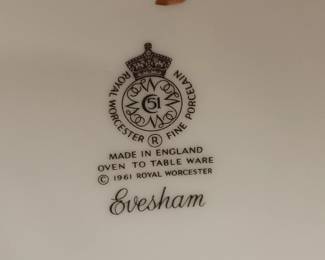 ROYAL WORCESTER ® FINE PORCELAIN
C 51
MADE IN ENGLAND
OVEN TO TABLE WARE
© 1961 ROYAL WORCESTER
Evesham